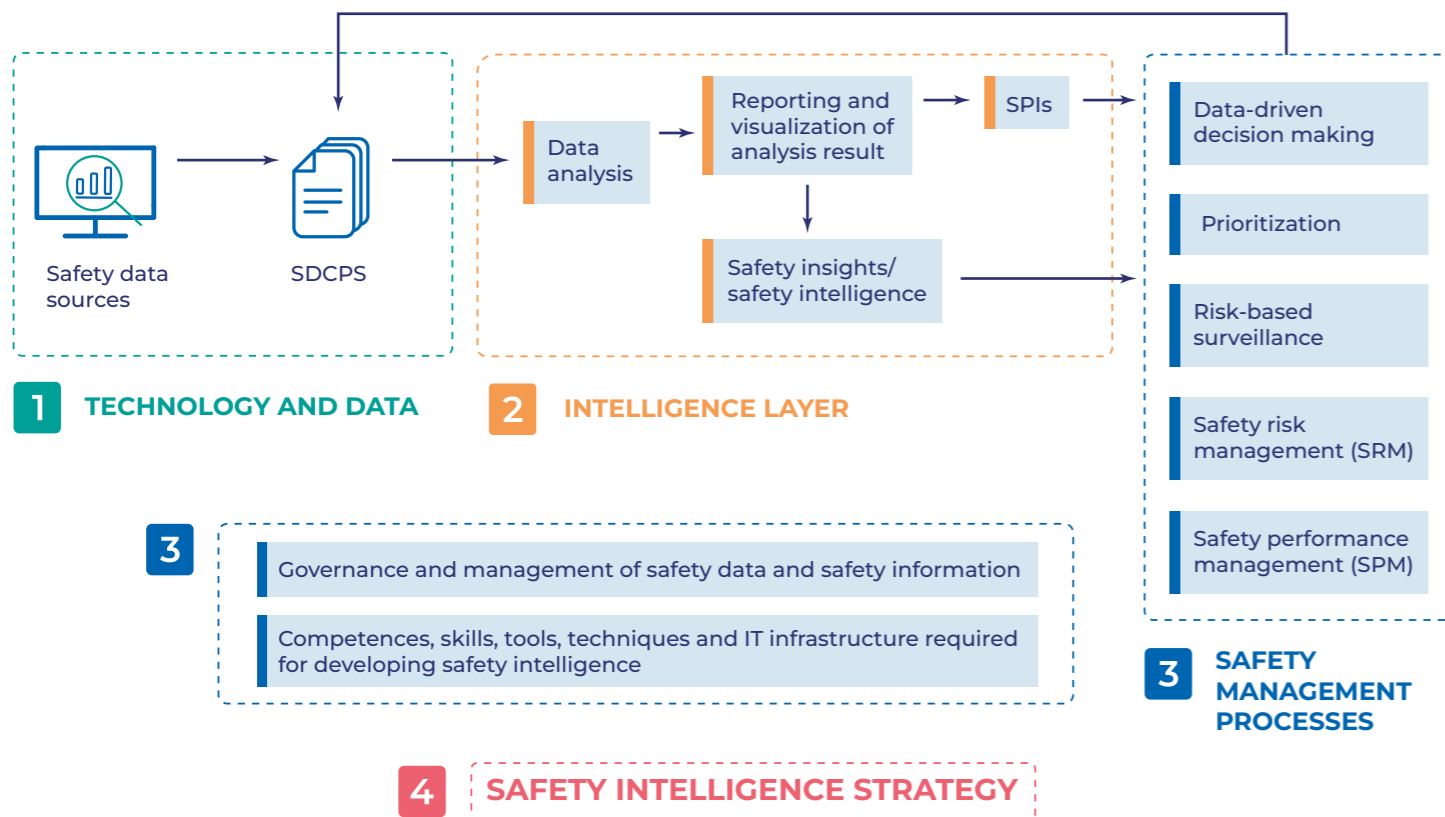 Safety data
sources
SDCPS
1
TECHNOLOGY AND DATA
Data
analysis
Reporting and
visualization of
analysis result
SPIs
Safety insights/
safety intelligence
2
INTELLIGENCE LAYER
Data-driven
decision making
Prioritization
Risk-based
surveillance
Safety risk
management (SRM)
Safety performance
management (SPM)
3
SAFETY
MANAGEMENT
PROCESSES
3
Governance and management of safety data and safety information
Competences, skills, tools, techniques and IT infrastructure required
for developing safety intelligence
4
SAFETY INTELLIGENCE STRATEGY